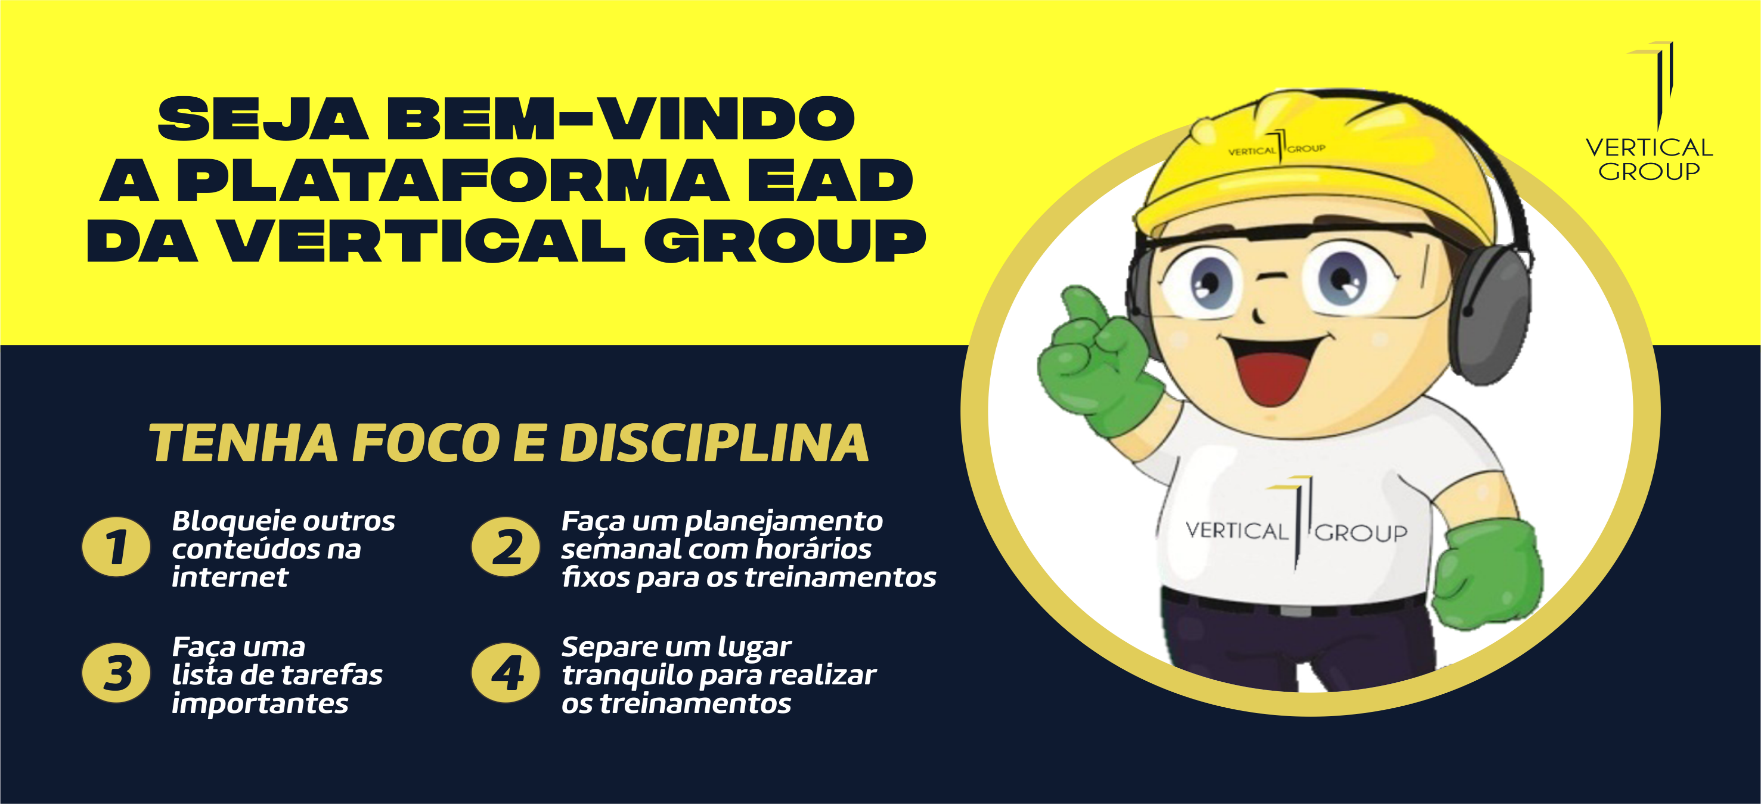 SEJA BEM-VINDO
A PLATAFORMA EAD
DA VERTICAL GROUP
VERTICAL
GROUP
VERTICAL GROUP
VERTICAL GROUP
TENHA FOCO E DISCIPLINA
1
Bloqueie outros
conteúdos na
internet
2
Faça um planejamento
semanal com horários
fixos para os treinamentos
3
Faça uma
lista de tarefas
importantes
4
Separe um lugar
tranquilo para realizar
os treinamentos